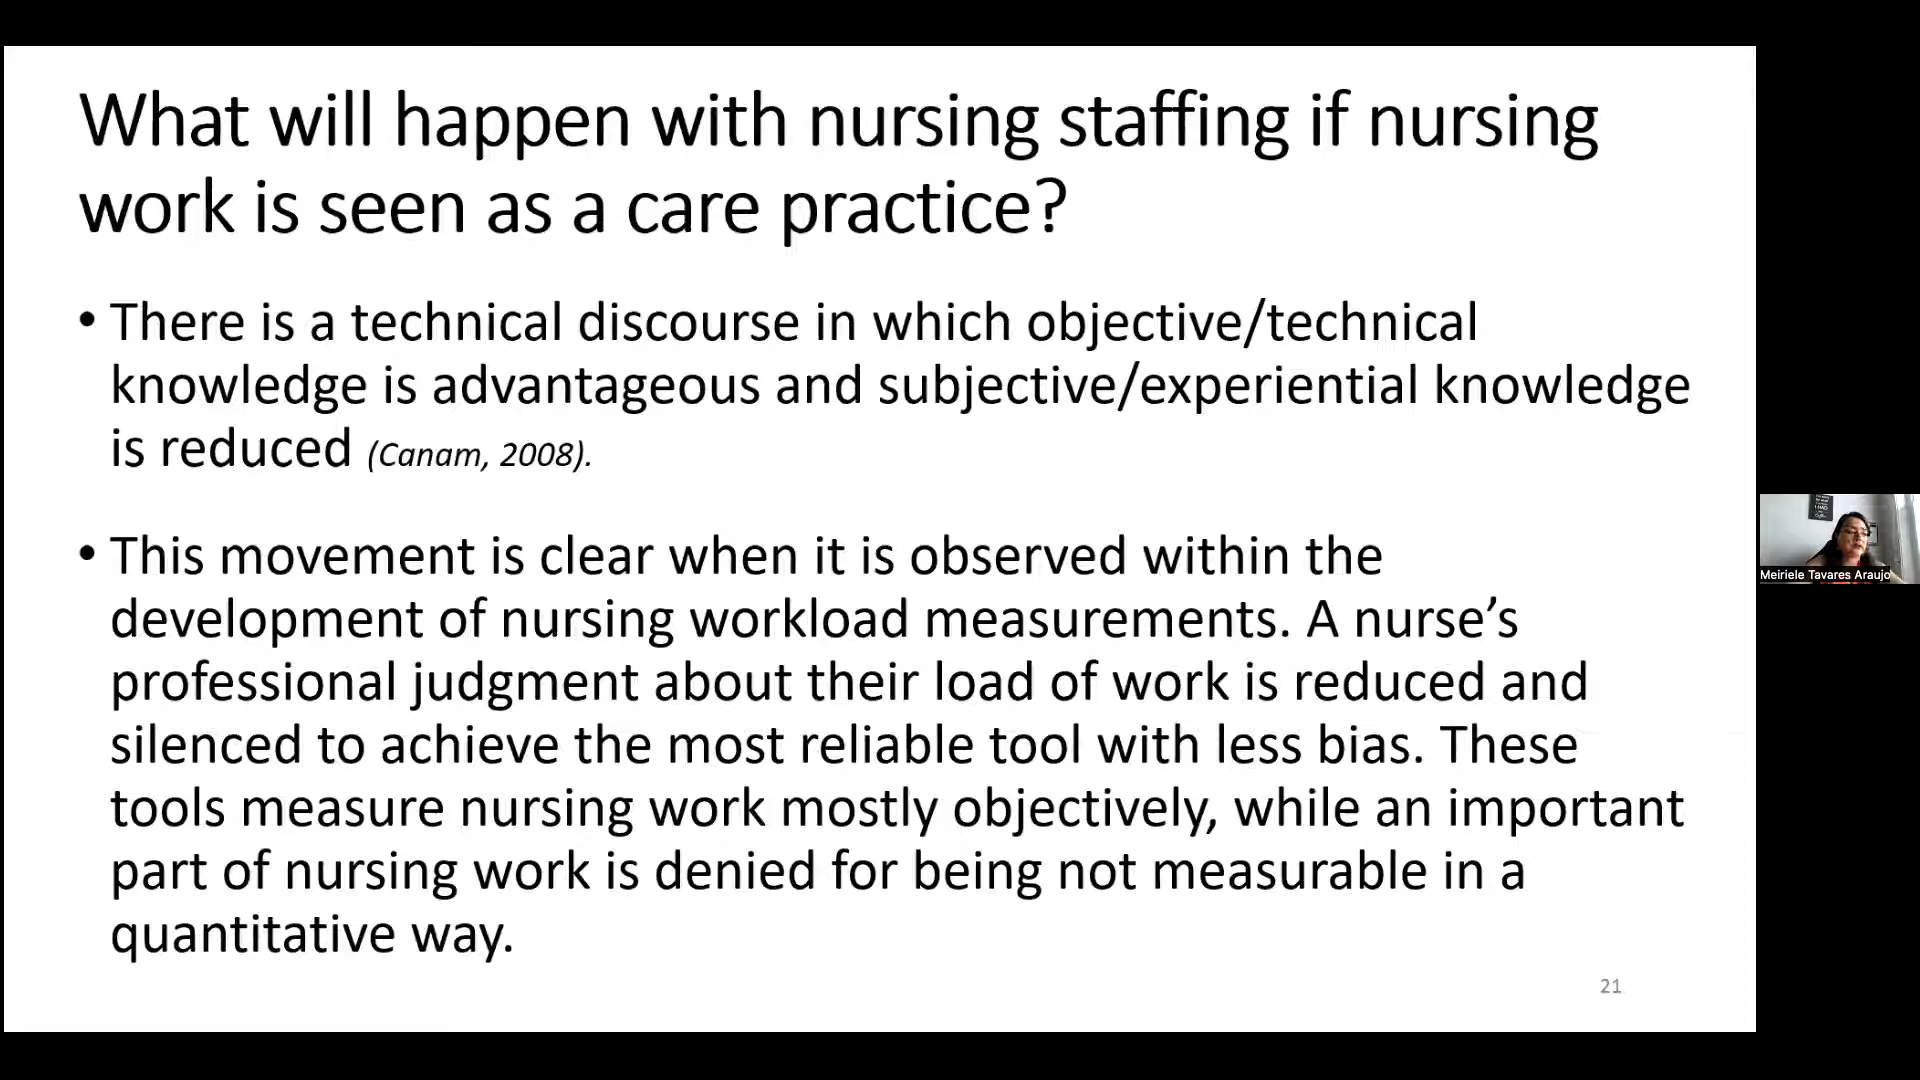 What will happen with nursing staffing if nursing
work is seen as a care practice?
• There is a technical discourse in which objective/technical
knowledge is advantageous and subjective/experiential knowledge
is reduced (Canam, 2008).
• This movement is clear when it is observed within the
development of nursing workload measurements. A nurse’s
professional judgment about their load of work is reduced and
silenced to achieve the most reliable tool with less bias. These
tools measure nursing work mostly objectively, while an important
part of nursing work is denied for being not measurable in a
quantitative way.
21
Meiriele Tavares Araujo